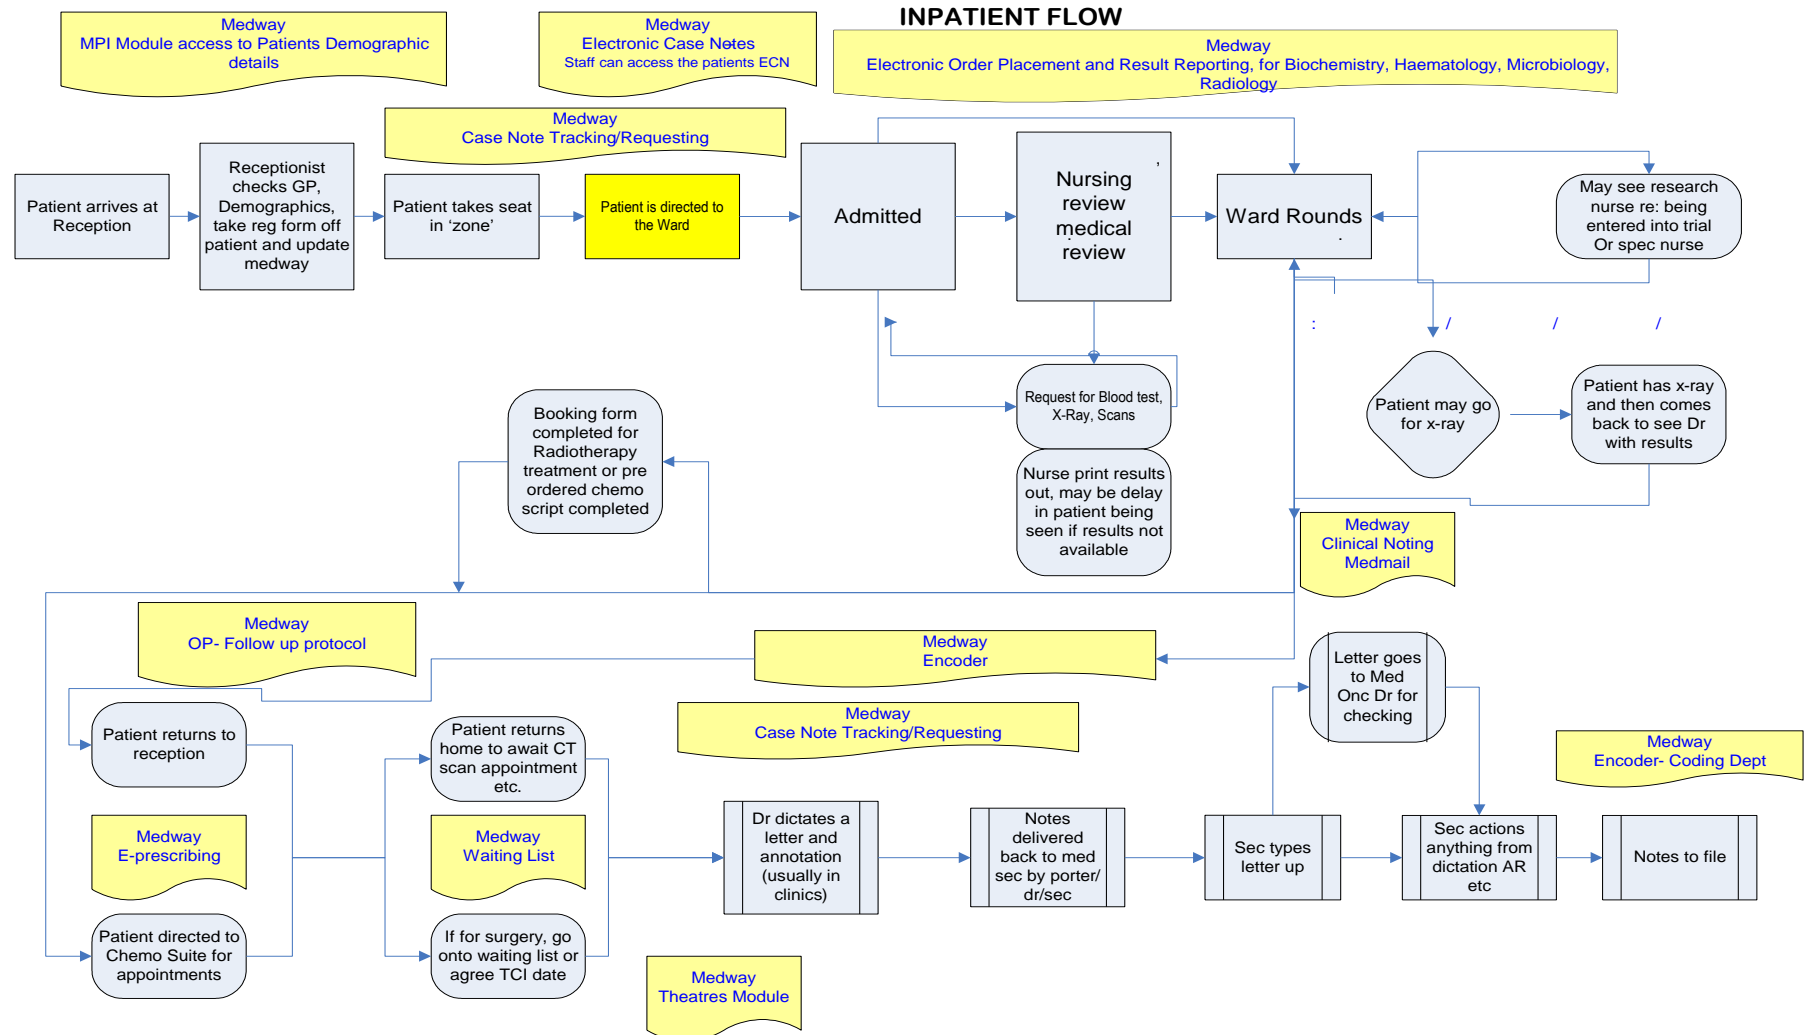 INPATIENT FLOW
Medway
MPI Module access to Patients Demographic
details
Medway
Electronic Case Notes
Staff can access the patients ECN
Medway
Electronic Order Placement and Result Reporting, for Biochemistry, Haematology, Microbiology,
Radiology
Medway
Case Note Tracking/Requesting
Patient arrives at
Reception
Receptionist
checks GP,
Demographics,
take reg form off
patient and update
medway
Patient takes seat
in ‘zone’
Patient is directed to
the Ward
Admitted
,
Nursing
review
medical
review
Ward Rounds
.
May see research
nurse re: being
entered into trial
Or spec nurse
: / / /
Request for Blood test,
X-Ray, Scans
Nurse print results
out, may be delay
in patient being
seen if results not
available
Patient may go
for x-ray
Patient has x-ray
and then comes
back to see Dr
with results
Booking form
completed for
Radiotherapy
treatment or pre
ordered chemo
script completed
Medway
Clinical Noting
Medmail
Medway
OP- Follow up protocol
Medway
Encoder
Letter goes
to Med
Onc Dr for
checking
Patient returns to
reception
Patient returns
home to await CT
scan appointment
etc.
Medway
Case Note Tracking/Requesting
Medway
Encoder- Coding Dept
Medway
E-prescribing
Medway
Waiting List
Dr dictates a
letter and
annotation
(usually in
clinics)
Notes
delivered
back to med
sec by porter/
dr/sec
Sec types
letter up
Sec actions
anything from
dictation AR
etc
Notes to file
Patient directed to
Chemo Suite for
appointments
If for surgery, go
onto waiting list or
agree TCI date
Medway
Theatres Module